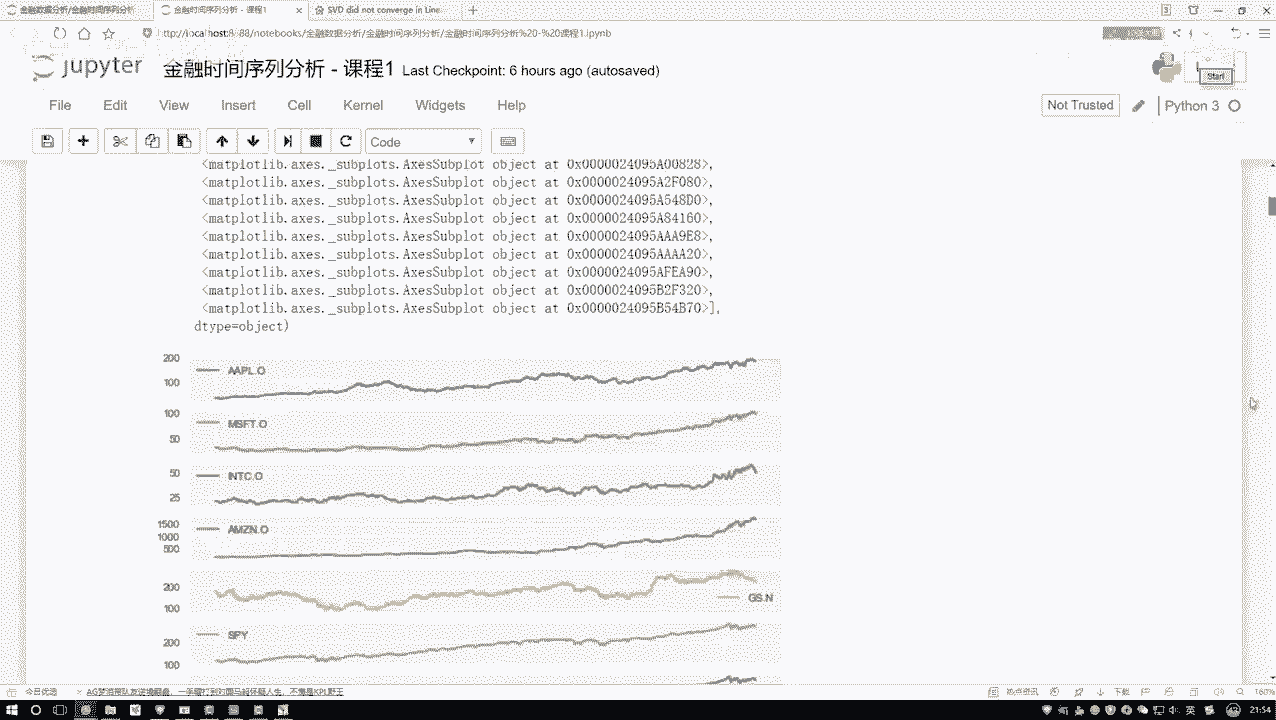 金融数据分析/金融时间序列分析
金融时间序列分析 - 课程1
SVD did not converge in Line
localhost:8888/notebooks/金融数据分析/金融时间序列分析/金融时间序列分析%20-%20课程1.ipynb
jupyter 金融时间序列分析 - 课程1 Last Checkpoint: 6 hours ago (autosaved)
Start
File Edit View Insert Cell Kernel Widgets Help
Not Trusted Python 3
Code
<matplotlib.axes._subplots.AxesSubplot object at 0x0000024095A00828>,
<matplotlib.axes._subplots.AxesSubplot object at 0x0000024095A2F080>,
<matplotlib.axes._subplots.AxesSubplot object at 0x0000024095A548D0>,
<matplotlib.axes._subplots.AxesSubplot object at 0x0000024095A84160>,
<matplotlib.axes._subplots.AxesSubplot object at 0x0000024095AAA9E8>,
<matplotlib.axes._subplots.AxesSubplot object at 0x0000024095AAAA20>,
<matplotlib.axes._subplots.AxesSubplot object at 0x0000024095AFEA90>,
<matplotlib.axes._subplots.AxesSubplot object at 0x0000024095B2F320>,
<matplotlib.axes._subplots.AxesSubplot object at 0x0000024095B54B70>],
dtype=object)
200
AAPL.O
100
100
MSFT.O
50
50
INTC.O
25
1500
AMZN.O
1000
500
200
GS.N
100
SPY
200
100
今日优选
热点资讯
下载
160%
英
21:54